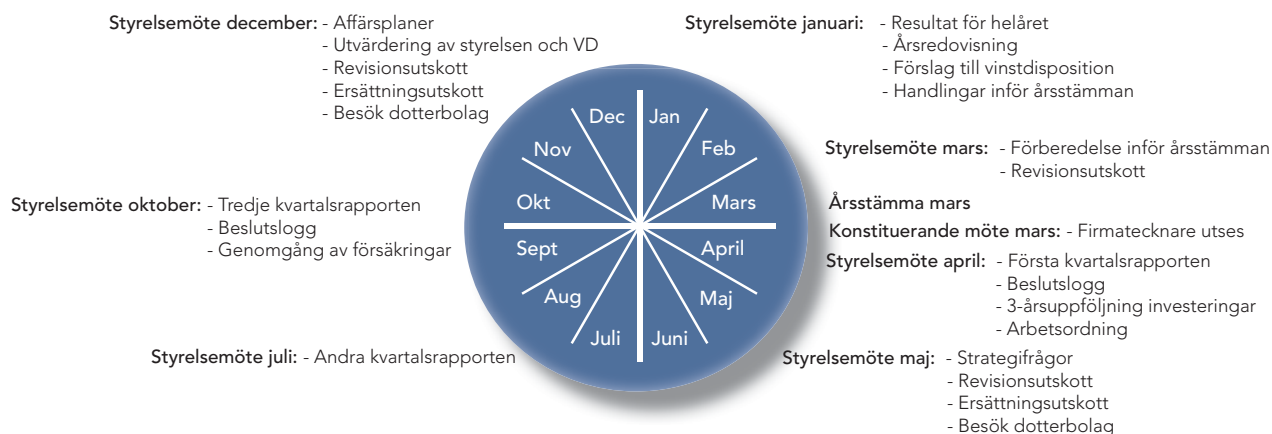 Styrelsemöte december: - Affärsplaner
- Utvärdering av styrelsen och VD
- Revisionsutskott
- Ersättningsutskott
- Besök dotterbolag
Styrelsemöte januari: - Resultat för helåret
- Årsredovisning
- Förslag till vinstdisposition
- Handlingar inför årsstämman
Styrelsemöte mars: - Förberedelse inför årsstämman
- Revisionsutskott
Årsstämma mars
Konstituerande möte mars: - Firmatecknare utses
Styrelsemöte april: - Första kvartalsrapporten
- Beslutslogg
- 3-årsuppföljning investeringar
- Arbetsordning
Styrelsemöte maj: - Strategifrågor
- Revisionsutskott
- Ersättningsutskott
- Besök dotterbolag
Styrelsemöte juli: - Andra kvartalsrapporten
Styrelsemöte oktober: - Tredje kvartalsrapporten
- Beslutslogg
- Genomgång av försäkringar
Jan
Feb
Mars
April
Maj
Juni
Juli
Aug
Sept
Okt
Nov
Dec